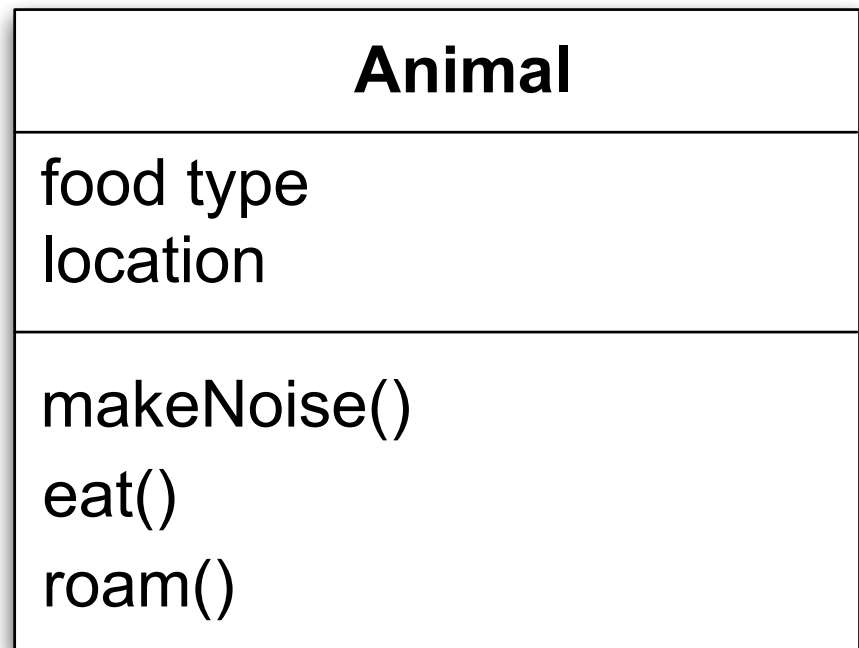 Animal
food type
location
makeNoise()
eat()
roam()